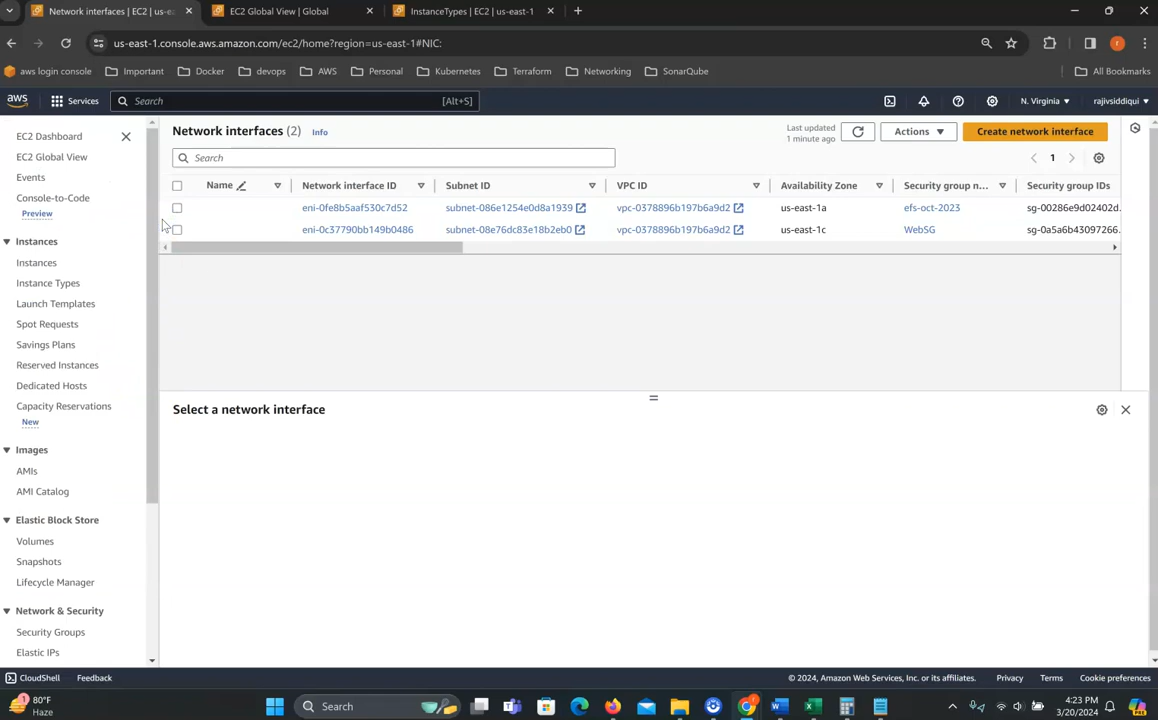 Network interfaces | EC2 | us-ea
EC2 Global View | Global
InstanceTypes | EC2 | us-east-1
us-east-1.console.aws.amazon.com/ec2/home?region=us-east-1#NIC:
aws login console
Important
Docker
devops
AWS
Personal
Kubernetes
Terraform
Networking
SonarQube
All Bookmarks
aws
Services
Search
[Alt+S]
N. Virginia
rajivsiddiqui
EC2 Dashboard
EC2 Global View
Events
Console-to-Code
Preview
Instances
Instances
Instance Types
Launch Templates
Spot Requests
Savings Plans
Reserved Instances
Dedicated Hosts
Capacity Reservations
New
Images
AMIs
AMI Catalog
Elastic Block Store
Volumes
Snapshots
Lifecycle Manager
Network & Security
Security Groups
Elastic IPs
Network interfaces (2) Info
Last updated
1 minute ago
Actions
Create network interface
Search
1
Name Network interface ID Subnet ID VPC ID Availability Zone Security group n... Security group IDs
eni-0fe8b5aaf530c7d52 subnet-086e1254e0d8a1939 vpc-0378896b197b6a9d2 us-east-1a efs-oct-2023 sg-00286e9d02402d.
eni-0c37790bb149b0486 subnet-08e76dc83e18b2eb0 vpc-0378896b197b6a9d2 us-east-1c WebSG sg-0a5a6b43097266.
Select a network interface
CloudShell
Feedback
© 2024, Amazon Web Services, Inc. or its affiliates.
Privacy
Terms
Cookie preferences
80°F
Haze
Search
4:23 PM
3/20/2024